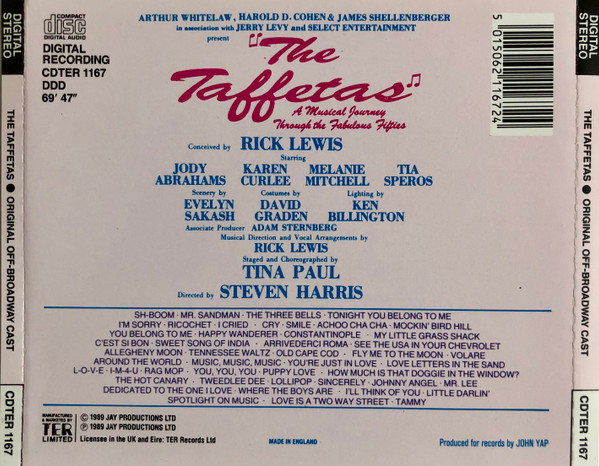 DIGITAL STEREO
THE TAFFETAS ● ORIGINAL OFF-BROADWAY CAST
CDTER 1167
COMPACT
disc
DIGITAL AUDIO
DIGITAL
RECORDING
CDTER 1167
DDD
69' 47"
ARTHUR WHITELAW, HAROLD D. COHEN & JAMES SHELLENBERGER
in association with JERRY LEVY and SELECT ENTERTAINMENT
present
"The
Taffetas"
A Musical Journey
Through the Fabulous Fifties
5 015062 116724
Conceived by RICK LEWIS
Starring
JODY KAREN MELANIE TIA
ABRAHAMS CURLEE MITCHELL SPEROS
Scenery by Costumes by Lighting by
EVELYN DAVID KEN
SAKASH GRADEN BILLINGTON
Associate Producer ADAM STERNBERG
Musical Direction and Vocal Arrangements by
RICK LEWIS
Staged and Choreographed by
TINA PAUL
Directed by STEVEN HARRIS
SH-BOOM · MR. SANDMAN · THE THREE BELLS · TONIGHT YOU BELONG TO ME
I'M SORRY · RICOCHET · I CRIED · CRY · SMILE · ACHOO CHA CHA · MOCKIN' BIRD HILL
YOU BELONG TO ME · HAPPY WANDERER · CONSTANTINOPLE · MY LITTLE GRASS SHACK
C'EST SI BON · SWEET SONG OF INDIA · ARRIVEDERCI ROMA · SEE THE USA IN YOUR CHEVROLET
ALLEGHENY MOON · TENNESSEE WALTZ · OLD CAPE COD · FLY ME TO THE MOON · VOLARE
AROUND THE WORLD · MUSIC, MUSIC, MUSIC · YOU'RE JUST IN LOVE · LOVE LETTERS IN THE SAND
L-O-V-E · I-M-4-U · RAG MOP · YOU, YOU, YOU · PUPPY LOVE · HOW MUCH IS THAT DOGGIE IN THE WINDOW?
THE HOT CANARY · TWEEDLEE DEE · LOLLIPOP · SINCERELY · JOHNNY ANGEL · MR. LEE
DEDICATED TO THE ONE I LOVE · WHERE THE BOYS ARE · I'LL THINK OF YOU · LITTLE DARLIN'
SPOTLIGHT ON MUSIC · LOVE IS A TWO WAY STREET · TAMMY
MANUFACTURED
& MARKETED BY
TER
LIMITED
© 1989 JAY PRODUCTIONS LTD
℗ 1989 JAY PRODUCTIONS LTD
Licensee in the UK and Eire: TER Records Ltd
MADE IN ENGLAND
Produced for records by JOHN YAP
DIGITAL STEREO
THE TAFFETAS ● ORIGINAL OFF-BROADWAY CAST
CDTER 1167